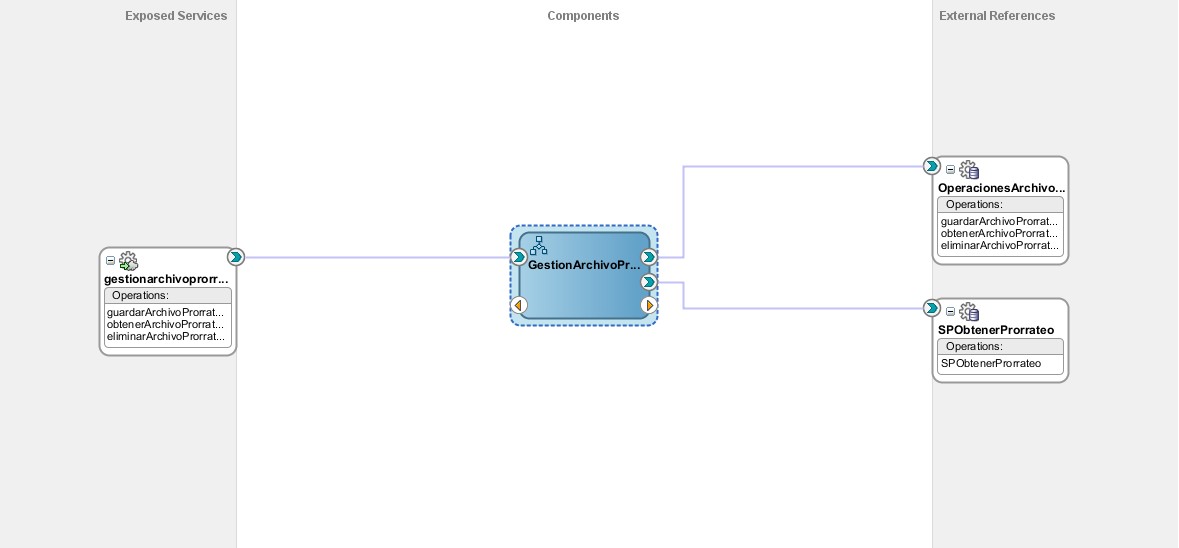 Exposed Services
Components
External References
OperacionesArchivo...
Operations:
guardarArchivoProrrat...
obtenerArchivoProrrat...
eliminarArchivoProrrat...
gestionarchivoprorr...
Operations:
guardarArchivoProrrat...
obtenerArchivoProrrat...
eliminarArchivoProrrat...
GestionArchivoPr...
SPObtenerProrrateo
Operations:
SPObtenerProrrateo